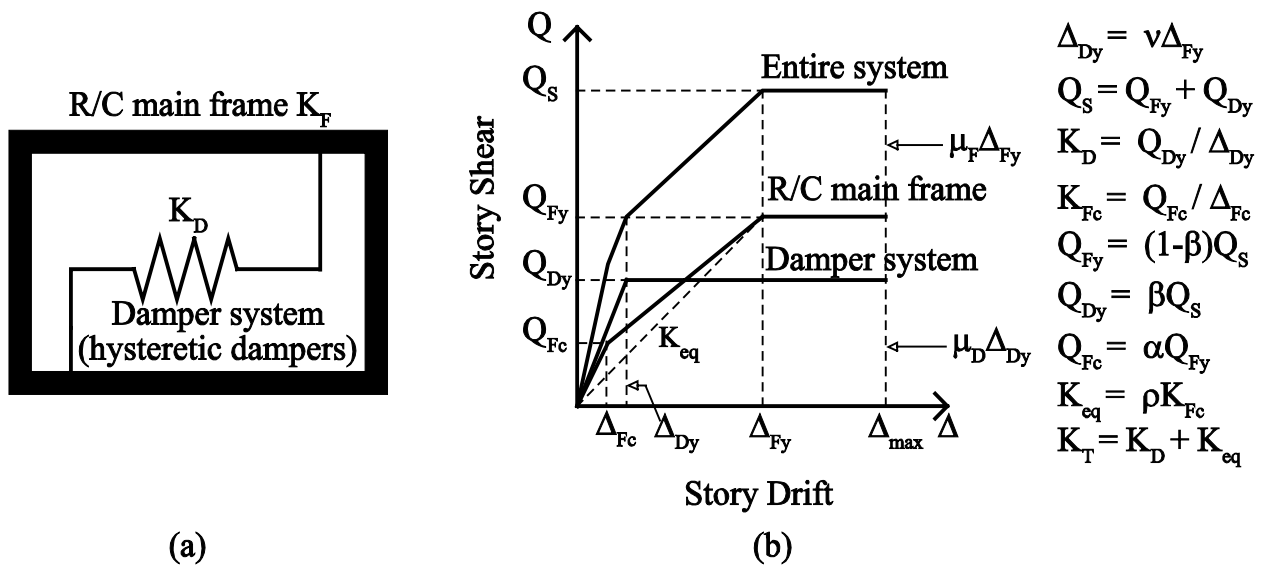 R/C main frame K_F
K_D
Damper system
(hysteretic dampers)
(a)
Q
Q_S
Q_Fy
Q_Dy
Q_Fc
Story Shear
Entire system
μ_FΔ_Fy
R/C main frame
Damper system
K_eq
μ_DΔ_Dy
Δ_Fc Δ_Dy Δ_Fy Δ_max Δ
Story Drift
(b)
Δ_Dy = νΔ_Fy
Q_S = Q_Fy + Q_Dy
K_D = Q_Dy / Δ_Dy
K_Fc = Q_Fc / Δ_Fc
Q_Fy = (1-β)Q_S
Q_Dy = βQ_S
Q_Fc = αQ_Fy
K_eq = ρK_Fc
K_T = K_D + K_eq